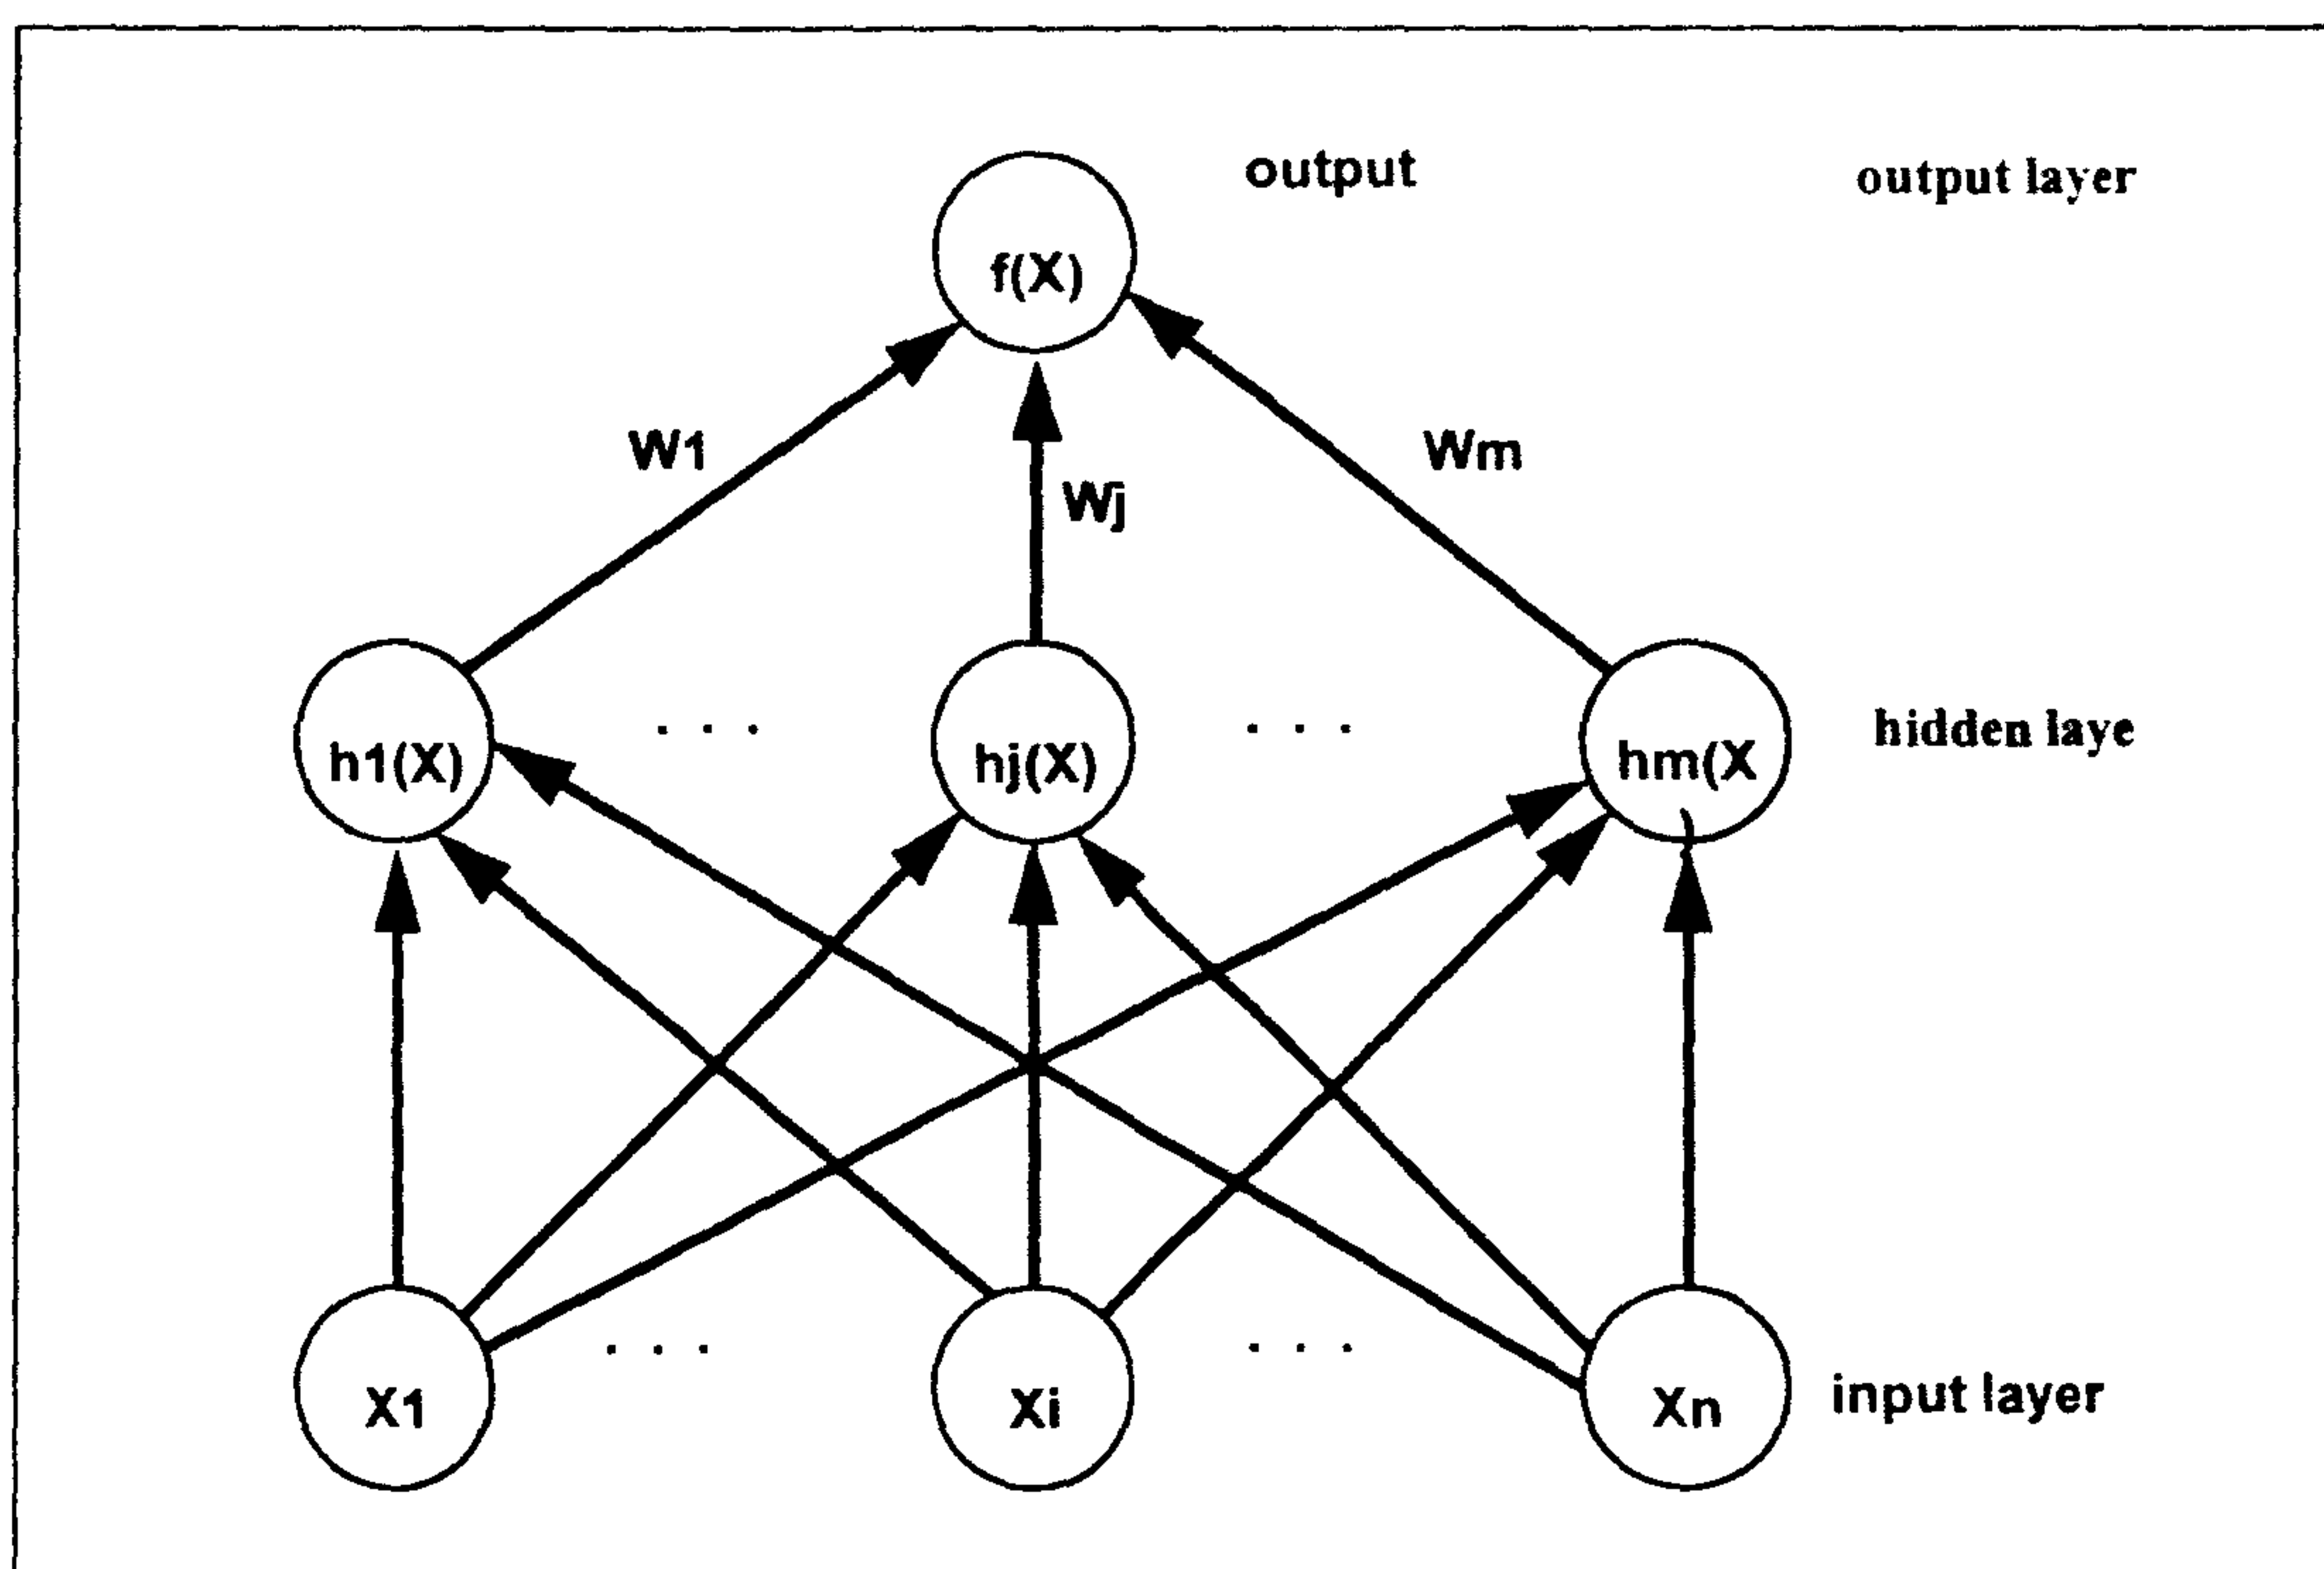 output
output layer
f(X)
W1
Wj
Wm
h1(X)
. . .
hj(X)
. . .
hm(X
hidden laye
X1
. . .
Xi
. . .
Xn
input layer